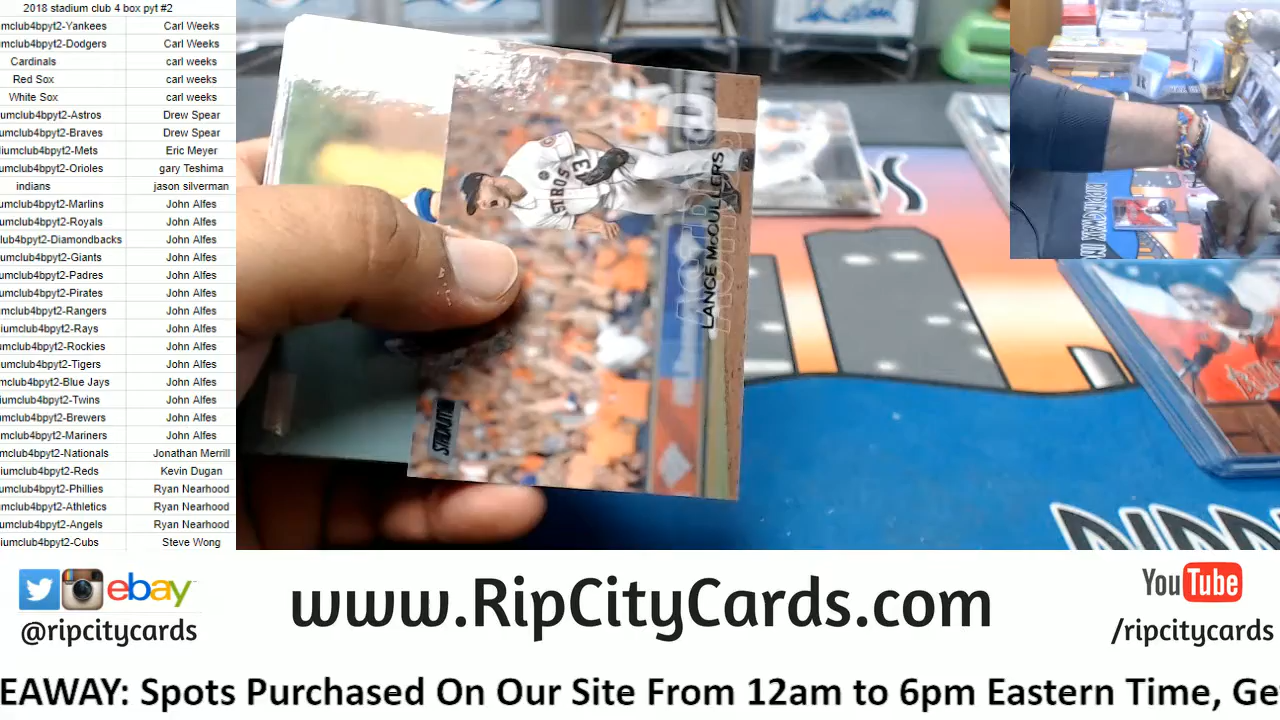 2018 stadium club 4 box pyt #2
mclub4bpyt2-Yankees Carl Weeks
umclub4bpyt2-Dodgers Carl Weeks
Cardinals carl weeks
Red Sox carl weeks
White Sox carl weeks
umclub4bpyt2-Astros Drew Spear
umclub4bpyt2-Braves Drew Spear
iumclub4bpyt2-Mets Eric Meyer
umclub4bpyt2-Orioles gary Teshima
indians jason silverman
umclub4bpyt2-Marlins John Alfes
umclub4bpyt2-Royals John Alfes
lub4bpyt2-Diamondbacks John Alfes
umclub4bpyt2-Giants John Alfes
umclub4bpyt2-Padres John Alfes
umclub4bpyt2-Pirates John Alfes
umclub4bpyt2-Rangers John Alfes
iumclub4bpyt2-Rays John Alfes
umclub4bpyt2-Rockies John Alfes
umclub4bpyt2-Tigers John Alfes
mclub4bpyt2-Blue Jays John Alfes
umclub4bpyt2-Twins John Alfes
umclub4bpyt2-Brewers John Alfes
mclub4bpyt2-Mariners John Alfes
mclub4bpyt2-Nationals Jonathan Merrill
iumclub4bpyt2-Reds Kevin Dugan
umclub4bpyt2-Phillies Ryan Nearhood
mclub4bpyt2-Athletics Ryan Nearhood
umclub4bpyt2-Angels Ryan Nearhood
iumclub4bpyt2-Cubs Steve Wong
LANCE McCULLERS
ASTROS
STADIUM
R
T
ebay
@ripcitycards
www.RipCityCards.com
YouTube
/ripcitycards
EAWAY: Spots Purchased On Our Site From 12am to 6pm Eastern Time, Ge